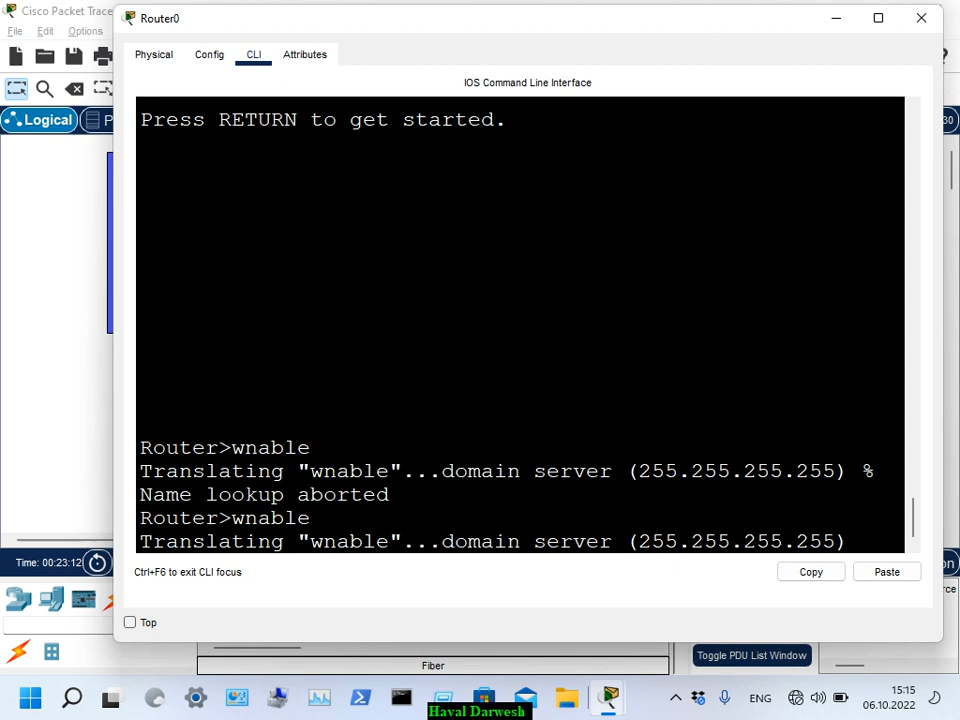 Cisco Packet Trace
Router0
File
Edit
Options
Physical
Config
CLI
Attributes
IOS Command Line Interface
Logical
P
30
Press RETURN to get started.
Router>wnable
Translating "wnable"...domain server (255.255.255.255) %
Name lookup aborted
Router>wnable
Translating "wnable"...domain server (255.255.255.255)
Time: 00:23:12
on
Ctrl+F6 to exit CLI focus
Copy
Paste
rce
Top
Toggle PDU List Window
Fiber
ENG
15:15
06.10.2022
Haval Darwesh